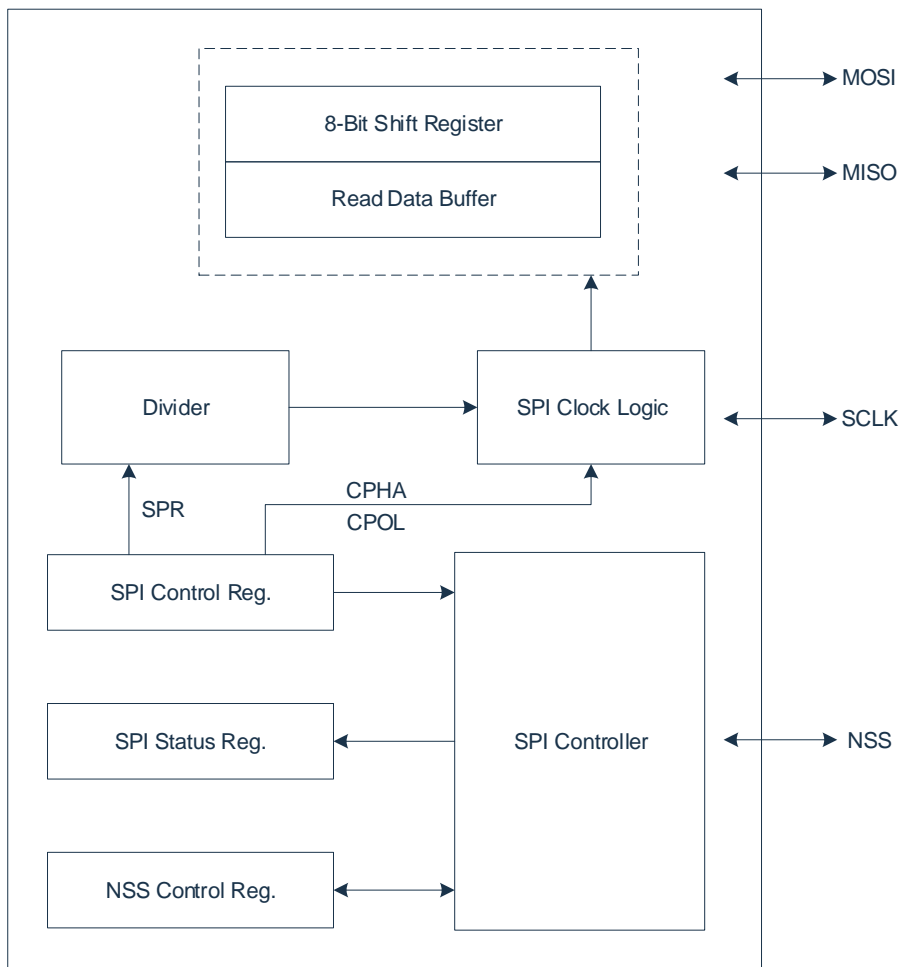 MOSI
8-Bit Shift Register
MISO
Read Data Buffer
Divider
SPI Clock Logic
SCLK
CPHA
SPR
CPOL
SPI Control Reg.
SPI Status Reg.
SPI Controller
NSS
NSS Control Reg.